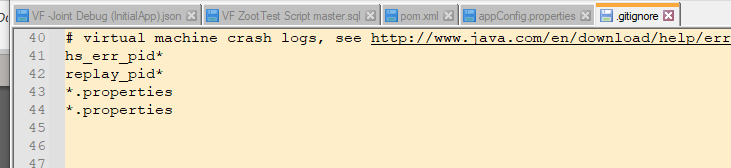 VF -Joint Debug (InitialApp).json
VF ZootTest Script master.sql
pom.xml
appConfig.properties
.gitignore
40 # virtual machine crash logs, see http://www.java.com/en/download/help/err
41 hs_err_pid*
42 replay_pid*
43 *.properties
44 *.properties
45
46
47